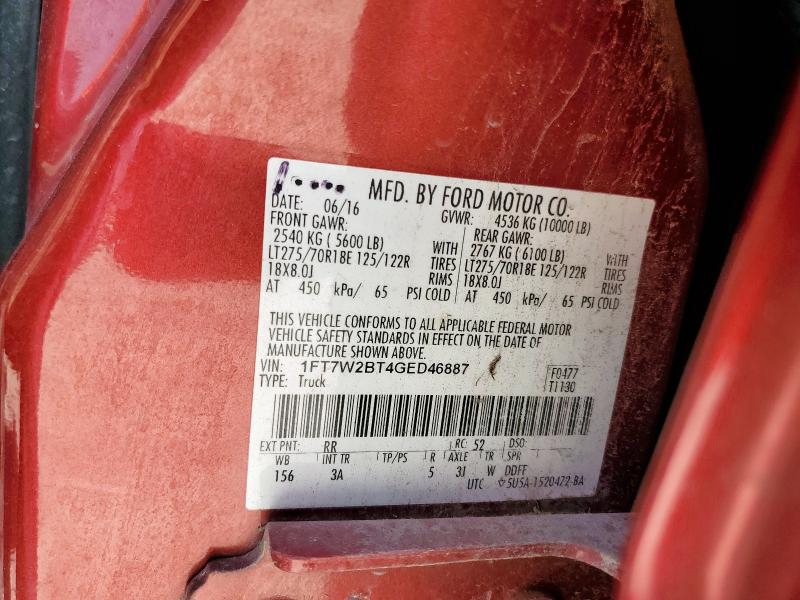 MFD. BY FORD MOTOR CO.
DATE: 06/16 GVWR: 4536 KG (10000 LB)
FRONT GAWR: REAR GAWR:
2540 KG ( 5600 LB) WITH 2767 KG ( 6100 LB) WITH
LT275/70R18E 125/122R TIRES LT275/70R18E 125/122R TIRES
18X8.0J RIMS 18X8.0J RIMS
AT 450 kPa/ 65 PSI COLD AT 450 kPa/ 65 PSI COLD
THIS VEHICLE CONFORMS TO ALL APPLICABLE FEDERAL MOTOR
VEHICLE SAFETY STANDARDS IN EFFECT ON THE DATE OF
MANUFACTURE SHOWN ABOVE.
VIN: 1FT7W2BT4GED46887 F0477
TYPE: Truck T1130
EXT PNT: RR RC: 52 DSO:
WB INT TR TP/PS R AXLE TR SPR
156 3A 5 3J W DDFF
UTC 5U5A-1520472-BA